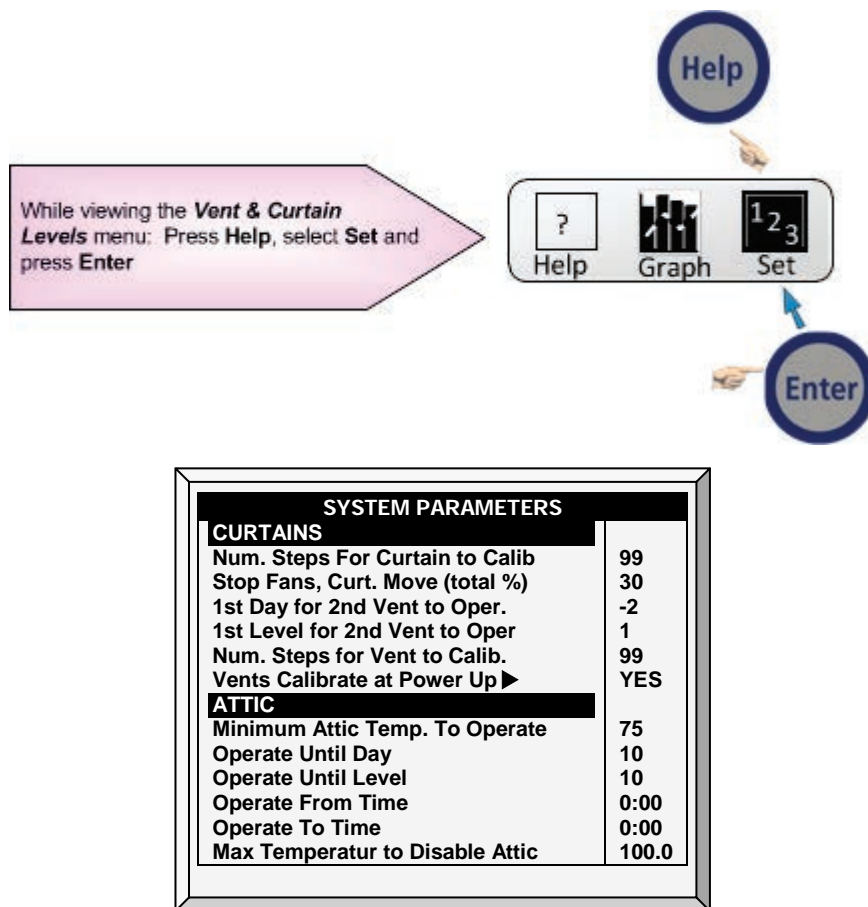 Help
While viewing the Vent & Curtain
Levels menu: Press Help, select Set and
press Enter
?
123
Help Graph Set
Enter
SYSTEM PARAMETERS
CURTAINS
Num. Steps For Curtain to Calib 99
Stop Fans, Curt. Move (total %) 30
1st Day for 2nd Vent to Oper. -2
1st Level for 2nd Vent to Oper 1
Num. Steps for Vent to Calib. 99
Vents Calibrate at Power Up▶ YES
ATTIC
Minimum Attic Temp. To Operate 75
Operate Until Day 10
Operate Until Level 10
Operate From Time 0:00
Operate To Time 0:00
Max Temperatur to Disable Attic 100.0